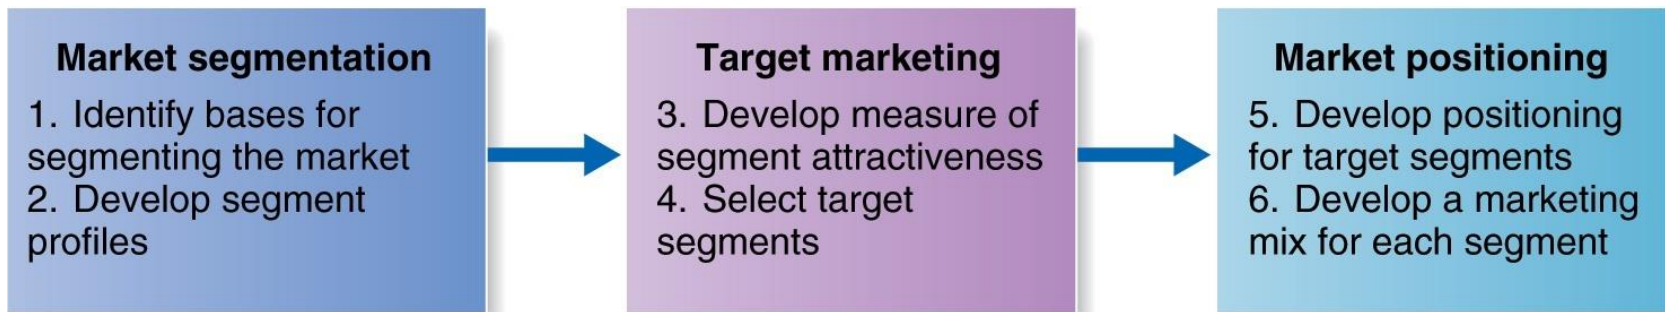 Market segmentation
1. Identify bases for
segmenting the market
2. Develop segment
profiles
Target marketing
3. Develop measure of
segment attractiveness
4. Select target
segments
Market positioning
5. Develop positioning
for target segments
6. Develop a marketing
mix for each segment